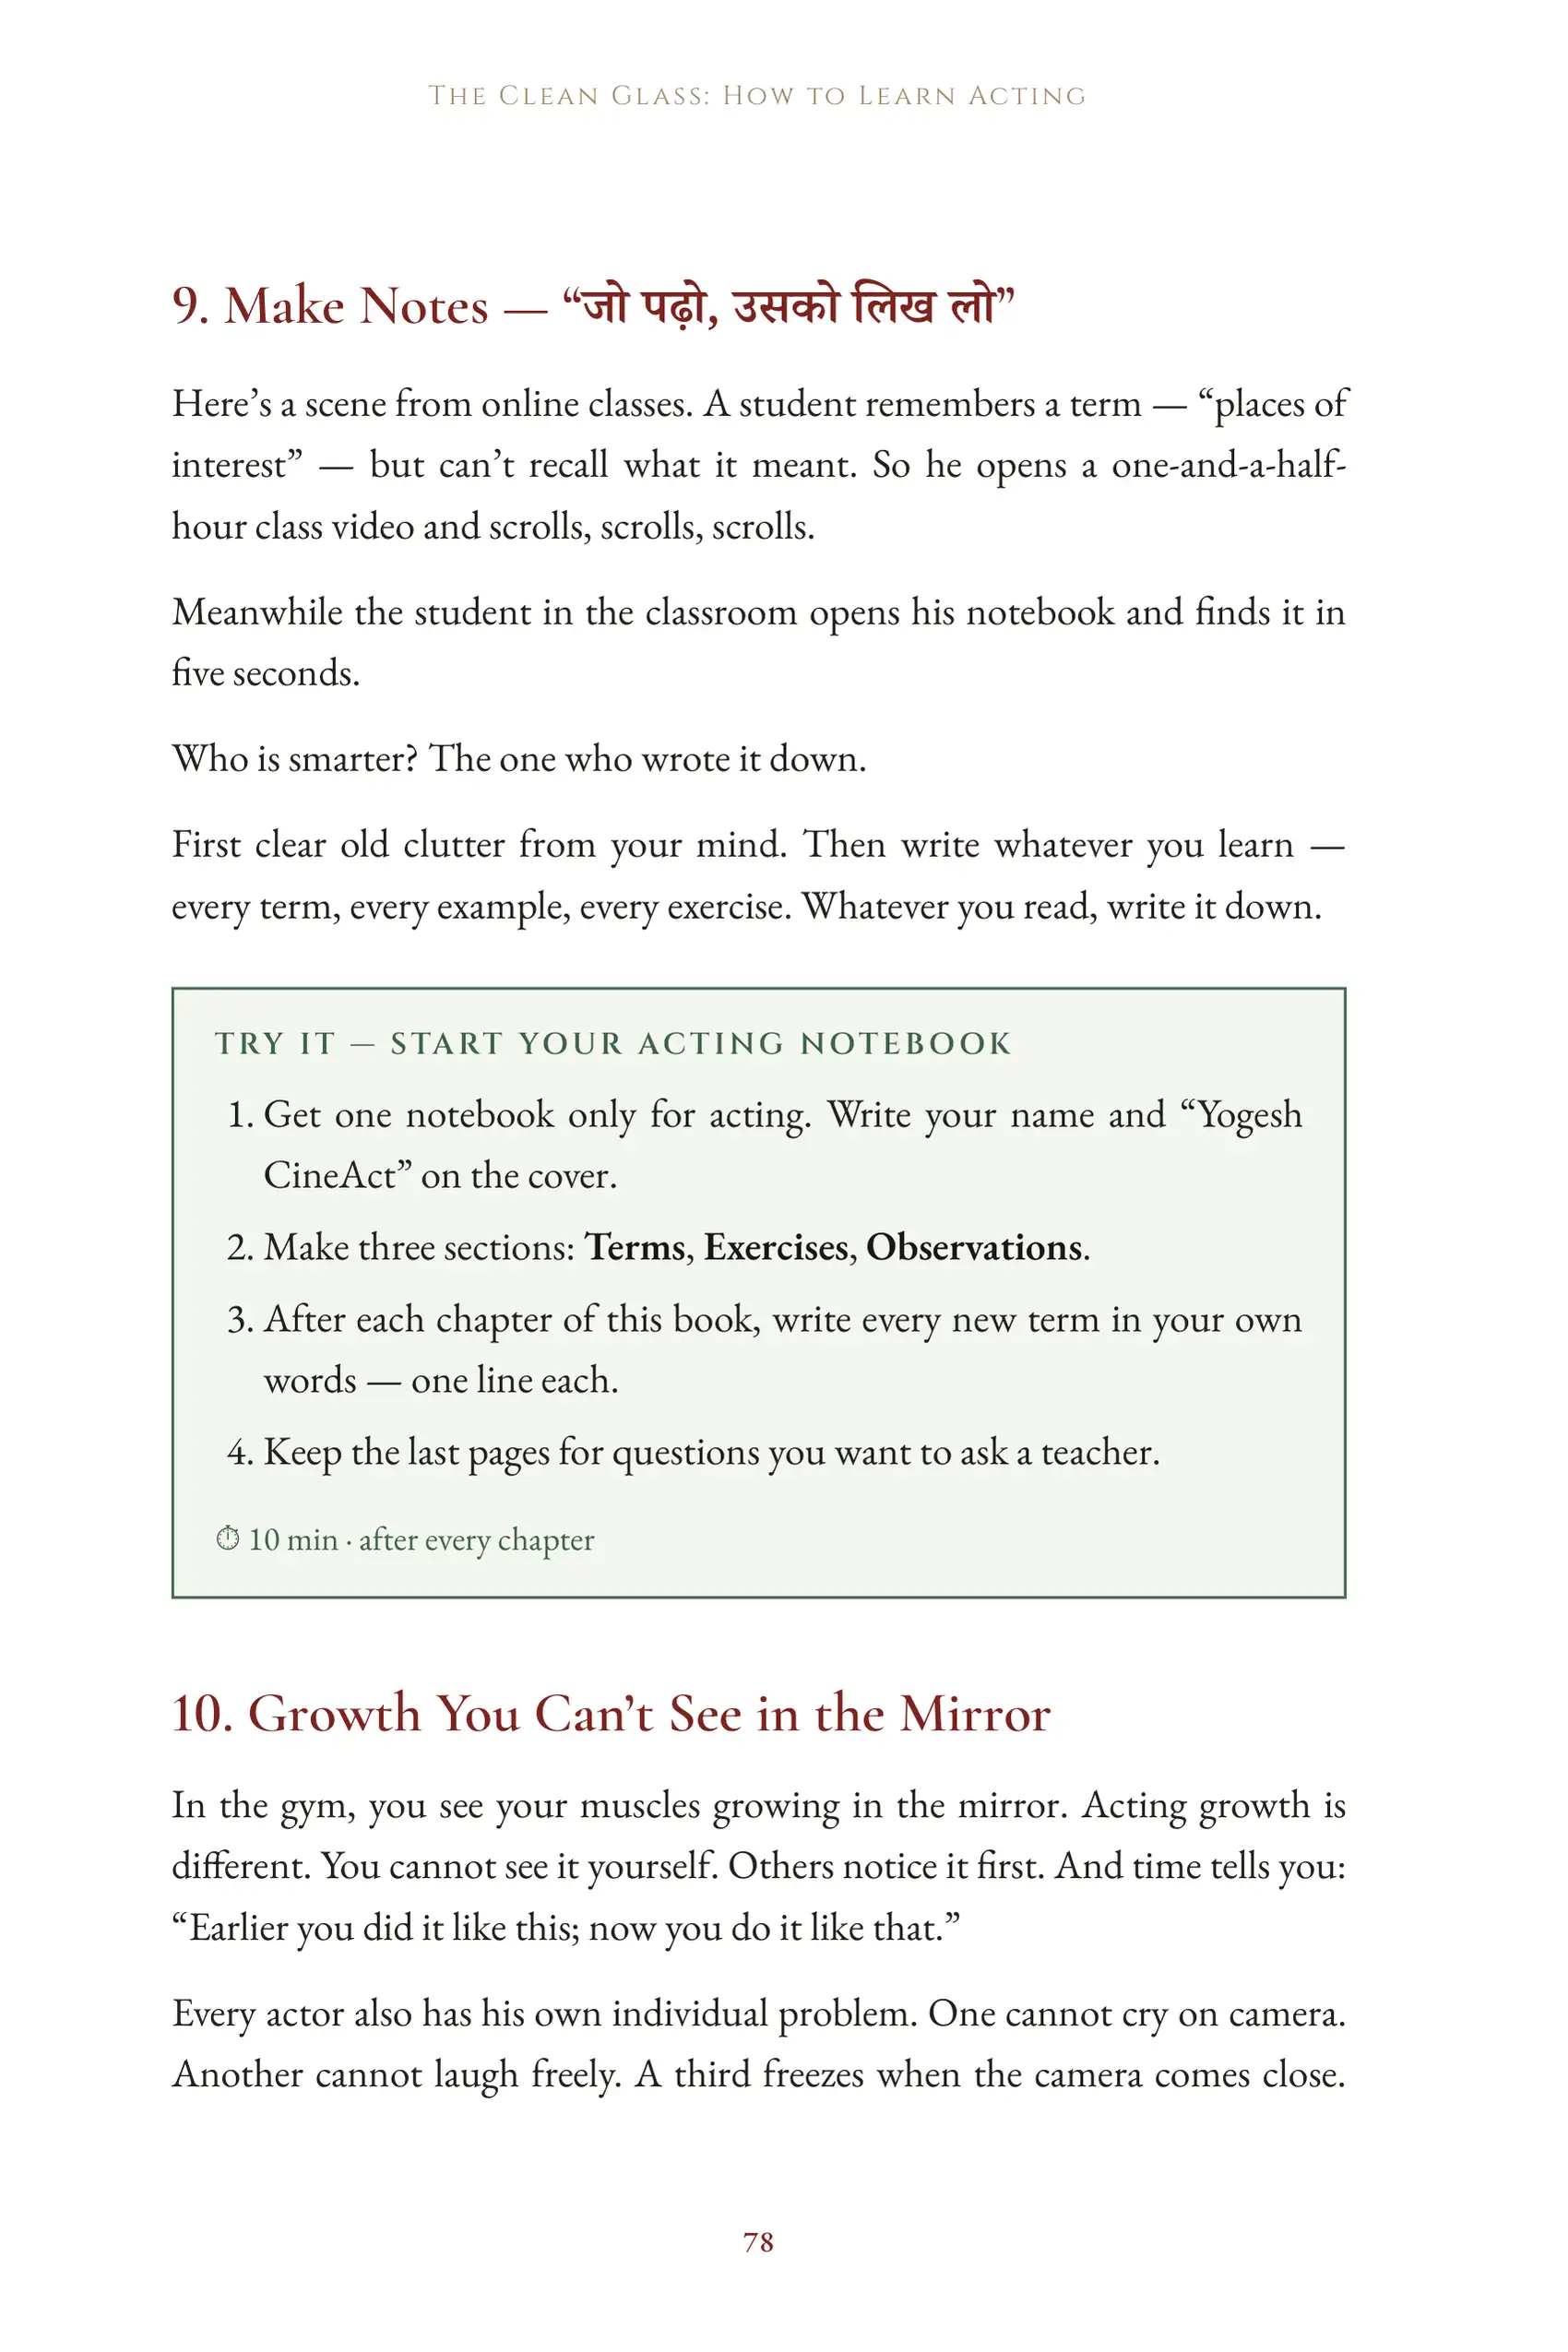 The Clean Glass: How to Learn Acting
9. Make Notes — “जो पढ़ो, उसको लिख लो”
Here’s a scene from online classes. A student remembers a term — “places of
interest” — but can’t recall what it meant. So he opens a one-and-a-half-
hour class video and scrolls, scrolls, scrolls.
Meanwhile the student in the classroom opens his notebook and finds it in
five seconds.
Who is smarter? The one who wrote it down.
First clear old clutter from your mind. Then write whatever you learn —
every term, every example, every exercise. Whatever you read, write it down.
TRY IT — START YOUR ACTING NOTEBOOK
1. Get one notebook only for acting. Write your name and “Yogesh
CineAct” on the cover.
2. Make three sections: Terms, Exercises, Observations.
3. After each chapter of this book, write every new term in your own
words — one line each.
4. Keep the last pages for questions you want to ask a teacher.
⏱ 10 min · after every chapter
10. Growth You Can’t See in the Mirror
In the gym, you see your muscles growing in the mirror. Acting growth is
different. You cannot see it yourself. Others notice it first. And time tells you:
“Earlier you did it like this; now you do it like that.”
Every actor also has his own individual problem. One cannot cry on camera.
Another cannot laugh freely. A third freezes when the camera comes close.
78